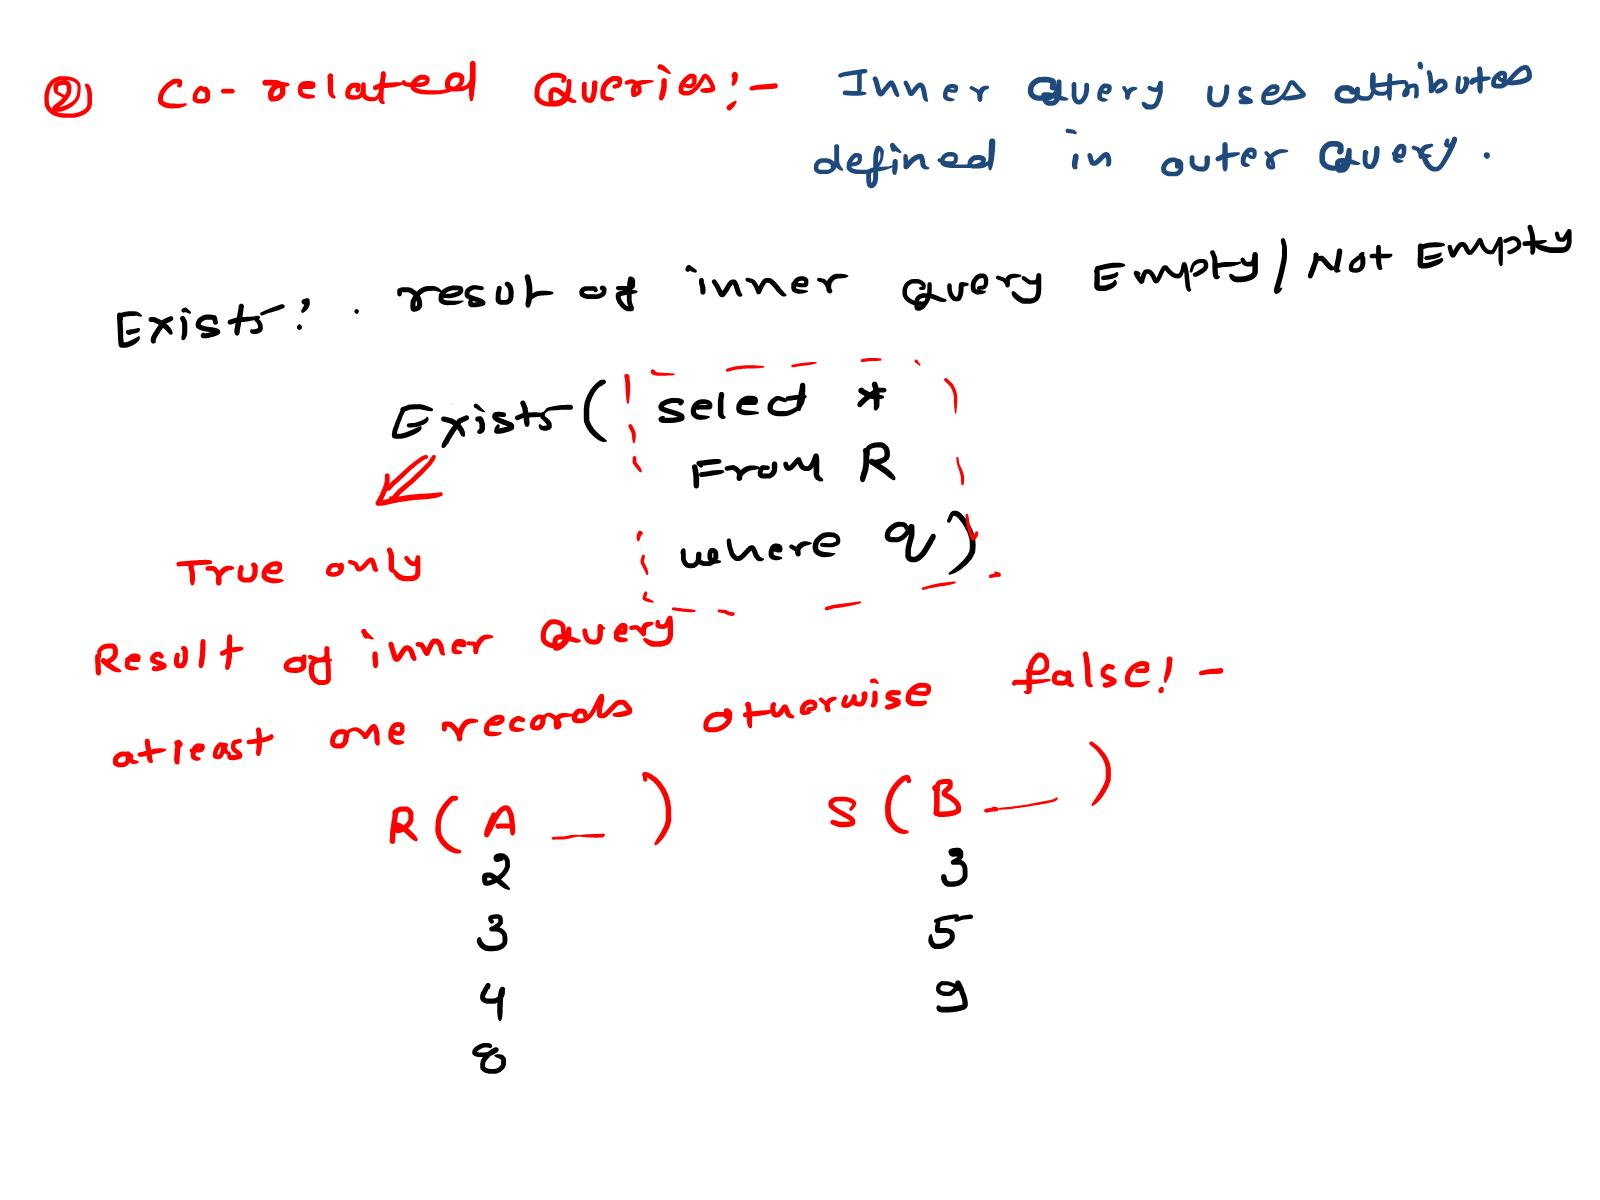 ② Co-related Queries:- Inner Query uses attributes
defined in outer Query.
Exists: . result of inner query Empty/Not Empty
Exists( select *
From R
where q)
True only
Result of inner Query
atleast one records otherwise false:-
R( A __ ) S( B __ )
2 3
3 5
4 9
8